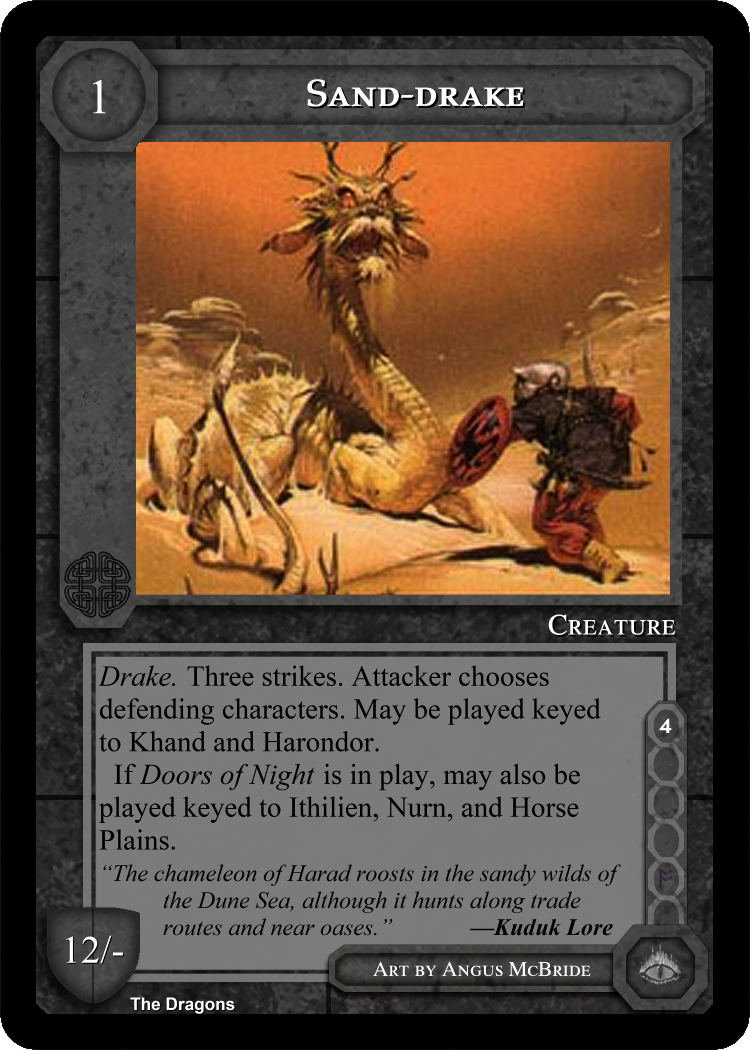 1
SAND-DRAKE
CREATURE
Drake. Three strikes. Attacker chooses
defending characters. May be played keyed
to Khand and Harondor.
If Doors of Night is in play, may also be
played keyed to Ithilien, Nurn, and Horse
Plains.
“The chameleon of Harad roosts in the sandy wilds of
the Dune Sea, although it hunts along trade
routes and near oases.” —Kuduk Lore
4
12/-
ART BY ANGUS MCBRIDE
The Dragons